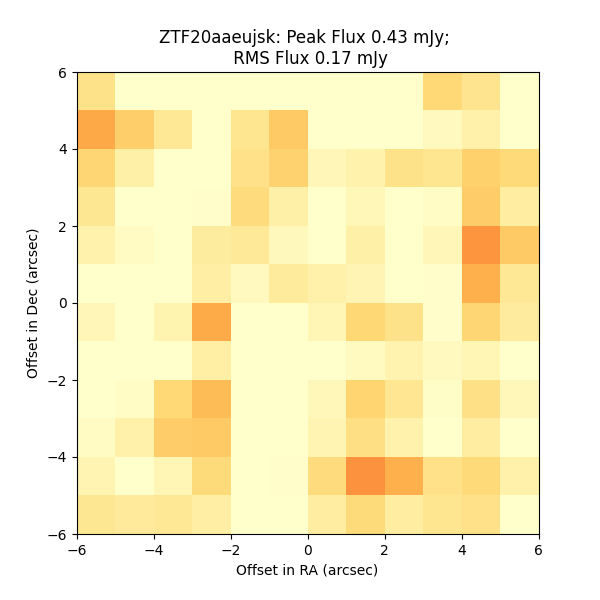 ZTF20aaeujsk: Peak Flux 0.43 mJy;
RMS Flux 0.17 mJy
6
4
2
0
−2
−4
−6
Offset in Dec (arcsec)
−6 −4 −2 0 2 4 6
Offset in RA (arcsec)